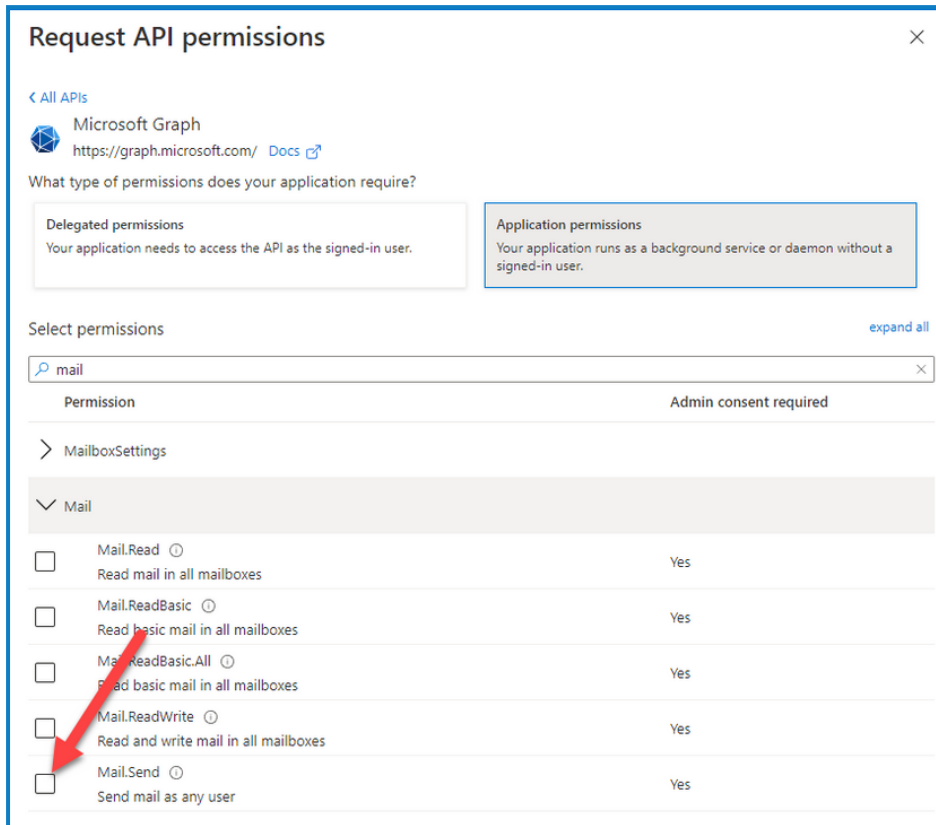 Request API permissions
All APIs
Microsoft Graph
https://graph.microsoft.com/ Docs
What type of permissions does your application require?
Delegated permissions
Your application needs to access the API as the signed-in user.
Application permissions
Your application runs as a background service or daemon without a
signed-in user.
Select permissions
expand all
mail
Permission Admin consent required
MailboxSettings
Mail
Mail.Read
Read mail in all mailboxes
Yes
Mail.ReadBasic
Read basic mail in all mailboxes
Yes
Mail.ReadBasic.All
Read basic mail in all mailboxes
Yes
Mail.ReadWrite
Read and write mail in all mailboxes
Yes
Mail.Send
Send mail as any user
Yes